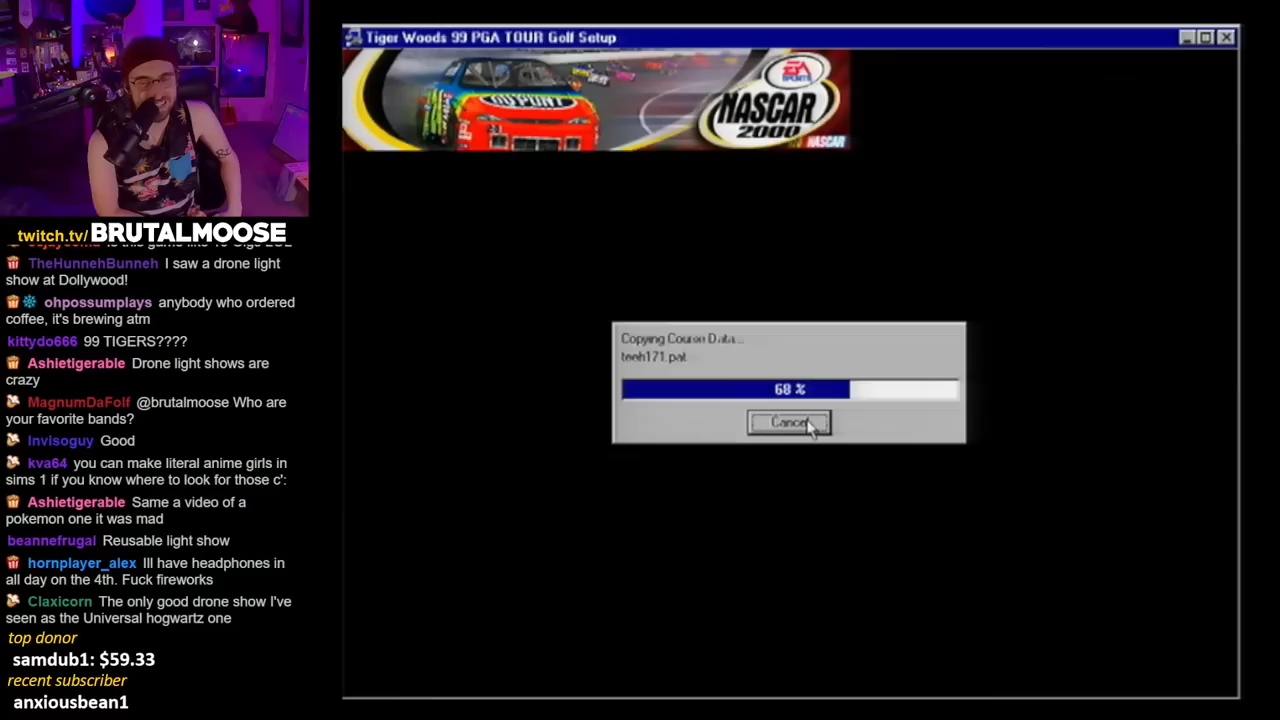 Tiger Woods 99 PGA TOUR Golf Setup
EA
SPORTS
DUPONT
NASCAR
2000
NASCAR
Copying Course Data...
teeh171.pat
68 %
Cancel
twitch.tv/BRUTALMOOSE
TheHunnehBunneh I saw a drone light
show at Dollywood!
ohpossumplays anybody who ordered
coffee, it's brewing atm
kittydo666 99 TIGERS????
Ashietigerable Drone light shows are
crazy
MagnumDaFolf @brutalmoose Who are
your favorite bands?
Invisoguy Good
kva64 you can make literal anime girls in
sims 1 if you know where to look for those c':
Ashietigerable Same a video of a
pokemon one it was mad
beannefrugal Reusable light show
hornplayer_alex Ill have headphones in
all day on the 4th. Fuck fireworks
Claxicorn The only good drone show I've
seen as the Universal hogwartz one
top donor
samdub1: $59.33
recent subscriber
anxiousbean1